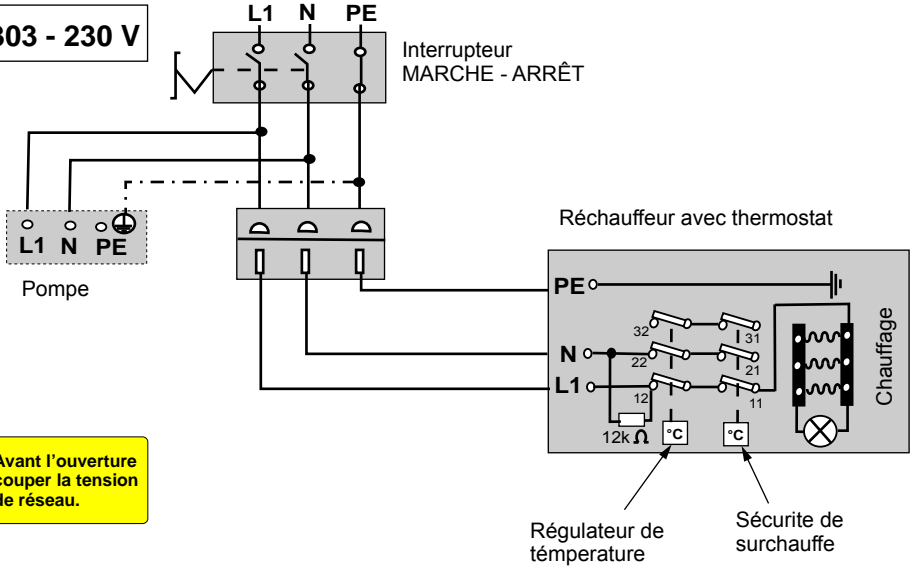 303 - 230 V
L1 N PE
Interrupteur
MARCHE - ARRÊT
L1 N PE
Pompe
Réchauffeur avec thermostat
PE
N
L1
32
31
22
21
12
11
12k Ω
°C
°C
Chauffage
Avant l'ouverture
couper la tension
de réseau.
Régulateur de
témperature
Sécurite de
surchauffe